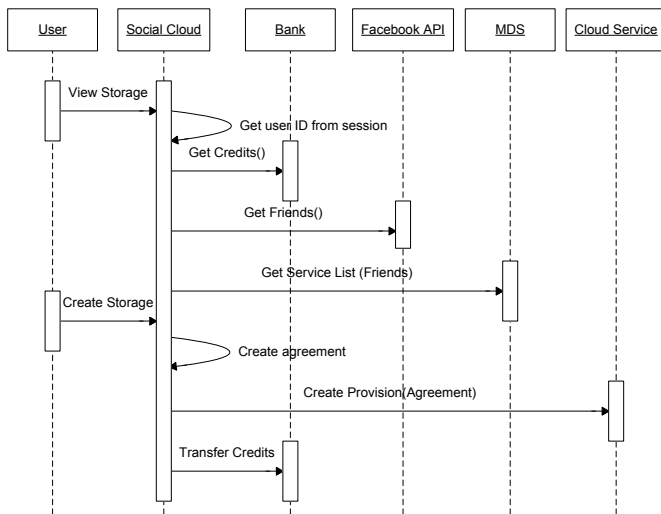 User
Social Cloud
Bank
Facebook API
MDS
Cloud Service
View Storage
Get user ID from session
Get Credits()
Get Friends()
Get Service List (Friends)
Create Storage
Create agreement
Create Provision(Agreement)
Transfer Credits